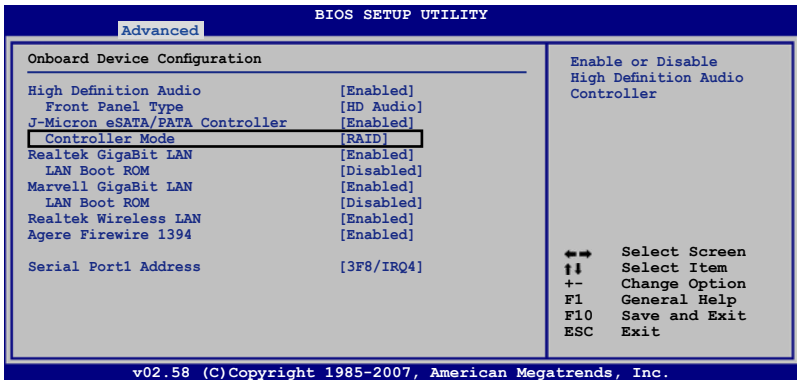 BIOS SETUP UTILITY
Advanced
Onboard Device Configuration
High Definition Audio [Enabled]
Front Panel Type [HD Audio]
J-Micron eSATA/PATA Controller [Enabled]
Controller Mode [RAID]
Realtek GigaBit LAN [Enabled]
LAN Boot ROM [Disabled]
Marvell GigaBit LAN [Enabled]
LAN Boot ROM [Disabled]
Realtek Wireless LAN [Enabled]
Agere Firewire 1394 [Enabled]
Serial Port1 Address [3F8/IRQ4]
Enable or Disable
High Definition Audio
Controller
←→ Select Screen
↑↓ Select Item
+- Change Option
F1 General Help
F10 Save and Exit
ESC Exit
v02.58 (C)Copyright 1985-2007, American Megatrends, Inc.